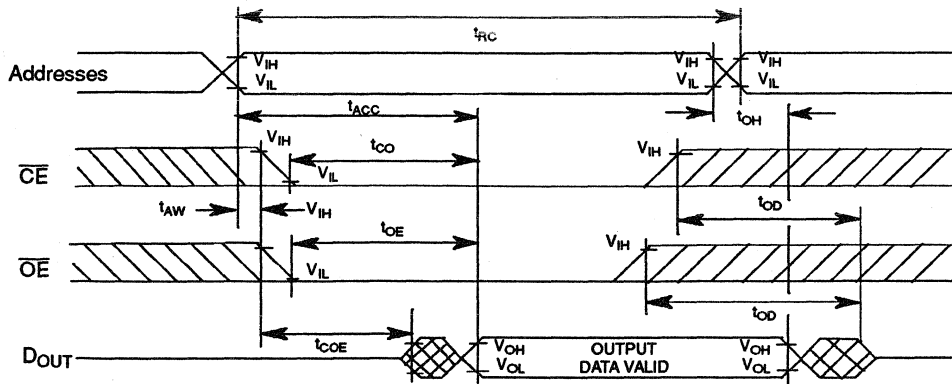 tRC
Addresses
VIH
VIL
VIH
VIL
VIH
VIL
tACC
tOH
VIH
tCO
VIH
CE
VIL
tAW
VIH
tOD
tOE
VIH
OE
VIL
tCOE
tOD
DOUT
VOH
VOL
OUTPUT
DATA VALID
VOH
VOL